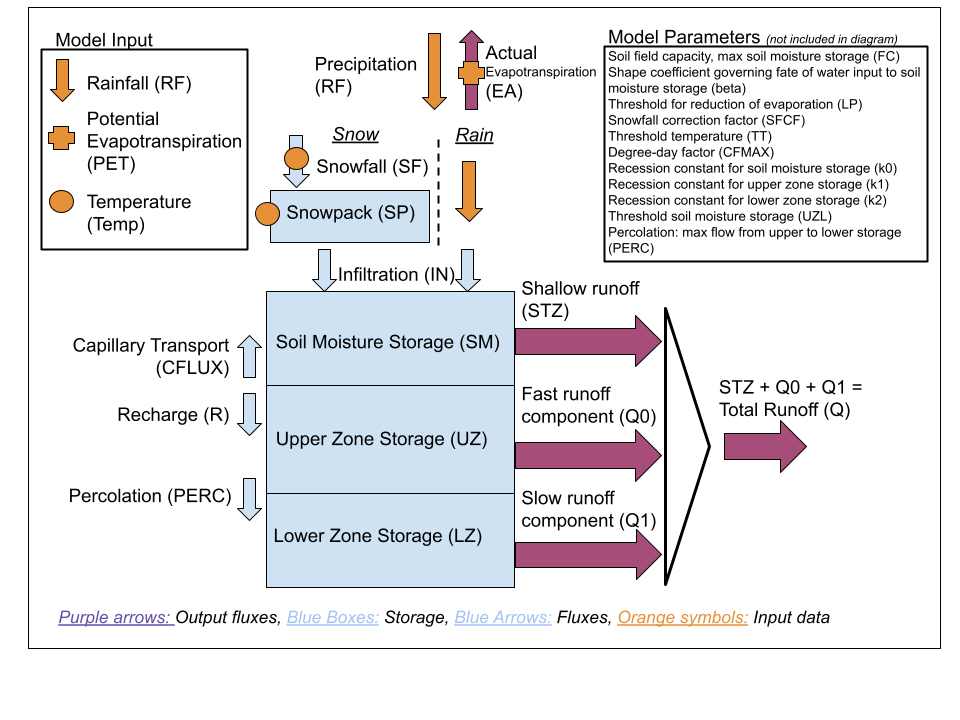 Model Input
Rainfall (RF)
Potential
Evapotranspiration
(PET)
Temperature
(Temp)
Precipitation
(RF)
Actual
Evapotranspiration
(EA)
Model Parameters (not included in diagram)
Soil field capacity, max soil moisture storage (FC)
Shape coefficient governing fate of water input to soil
moisture storage (beta)
Threshold for reduction of evaporation (LP)
Snowfall correction factor (SFCF)
Threshold temperature (TT)
Degree-day factor (CFMAX)
Recession constant for soil moisture storage (k0)
Recession constant for upper zone storage (k1)
Recession constant for lower zone storage (k2)
Threshold soil moisture storage (UZL)
Percolation: max flow from upper to lower storage
(PERC)
Snow
Rain
Snowfall (SF)
Snowpack (SP)
Infiltration (IN)
Shallow runoff
(STZ)
Soil Moisture Storage (SM)
Capillary Transport
(CFLUX)
Fast runoff
component (Q0)
STZ + Q0 + Q1 =
Total Runoff (Q)
Recharge (R)
Upper Zone Storage (UZ)
Percolation (PERC)
Slow runoff
component (Q1)
Lower Zone Storage (LZ)
Purple arrows: Output fluxes, Blue Boxes: Storage, Blue Arrows: Fluxes, Orange symbols: Input data